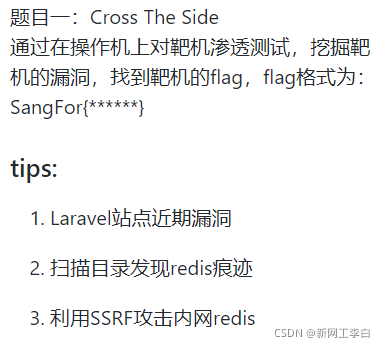 题目一：Cross The Side
通过在操作机上对靶机渗透测试，挖掘靶
机的漏洞，找到靶机的flag，flag格式为：
SangFor{******}
tips:
1. Laravel站点近期漏洞
2. 扫描目录发现redis痕迹
3. 利用SSRF攻击内网redis
CSDN @新网工李白